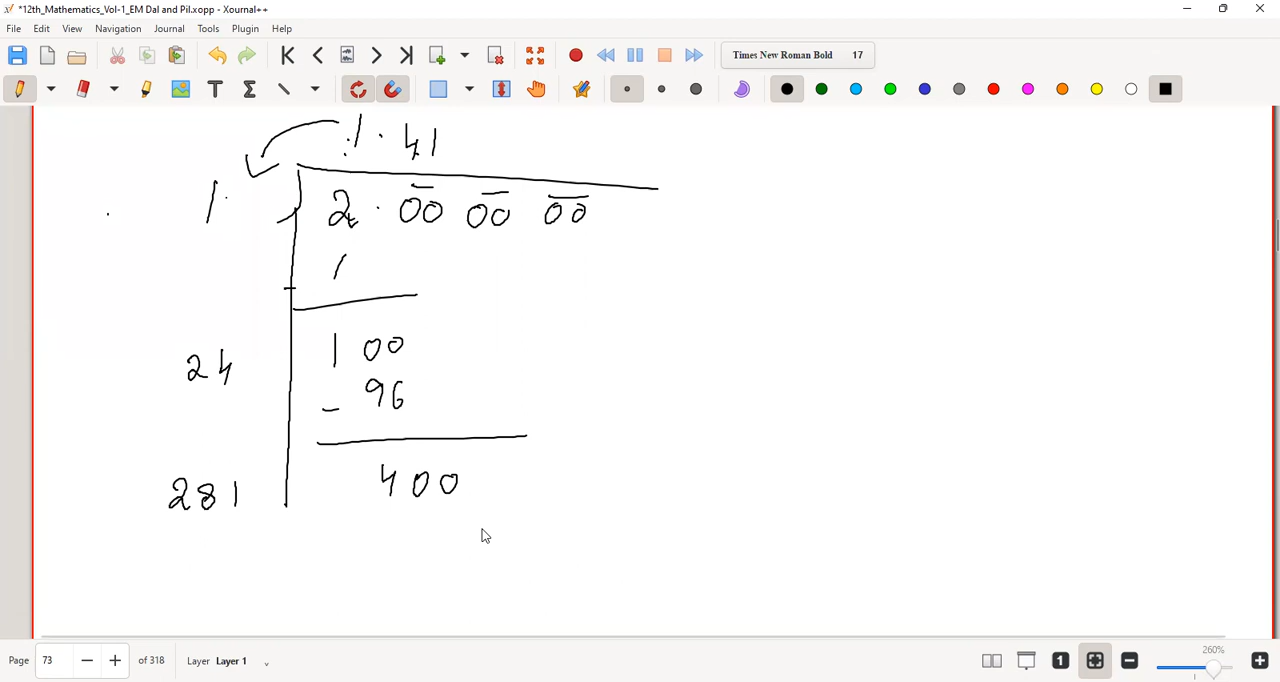 *12th_Mathematics_Vol-1_EM Dal and Pil.xopp - Xournal++
File Edit View Navigation Journal Tools Plugin Help
Times New Roman Bold 17
1 . 41
1 2 . 00 00 00
1
1 00
24 - 96
281 400
Page 73 of 318 Layer Layer 1 260%